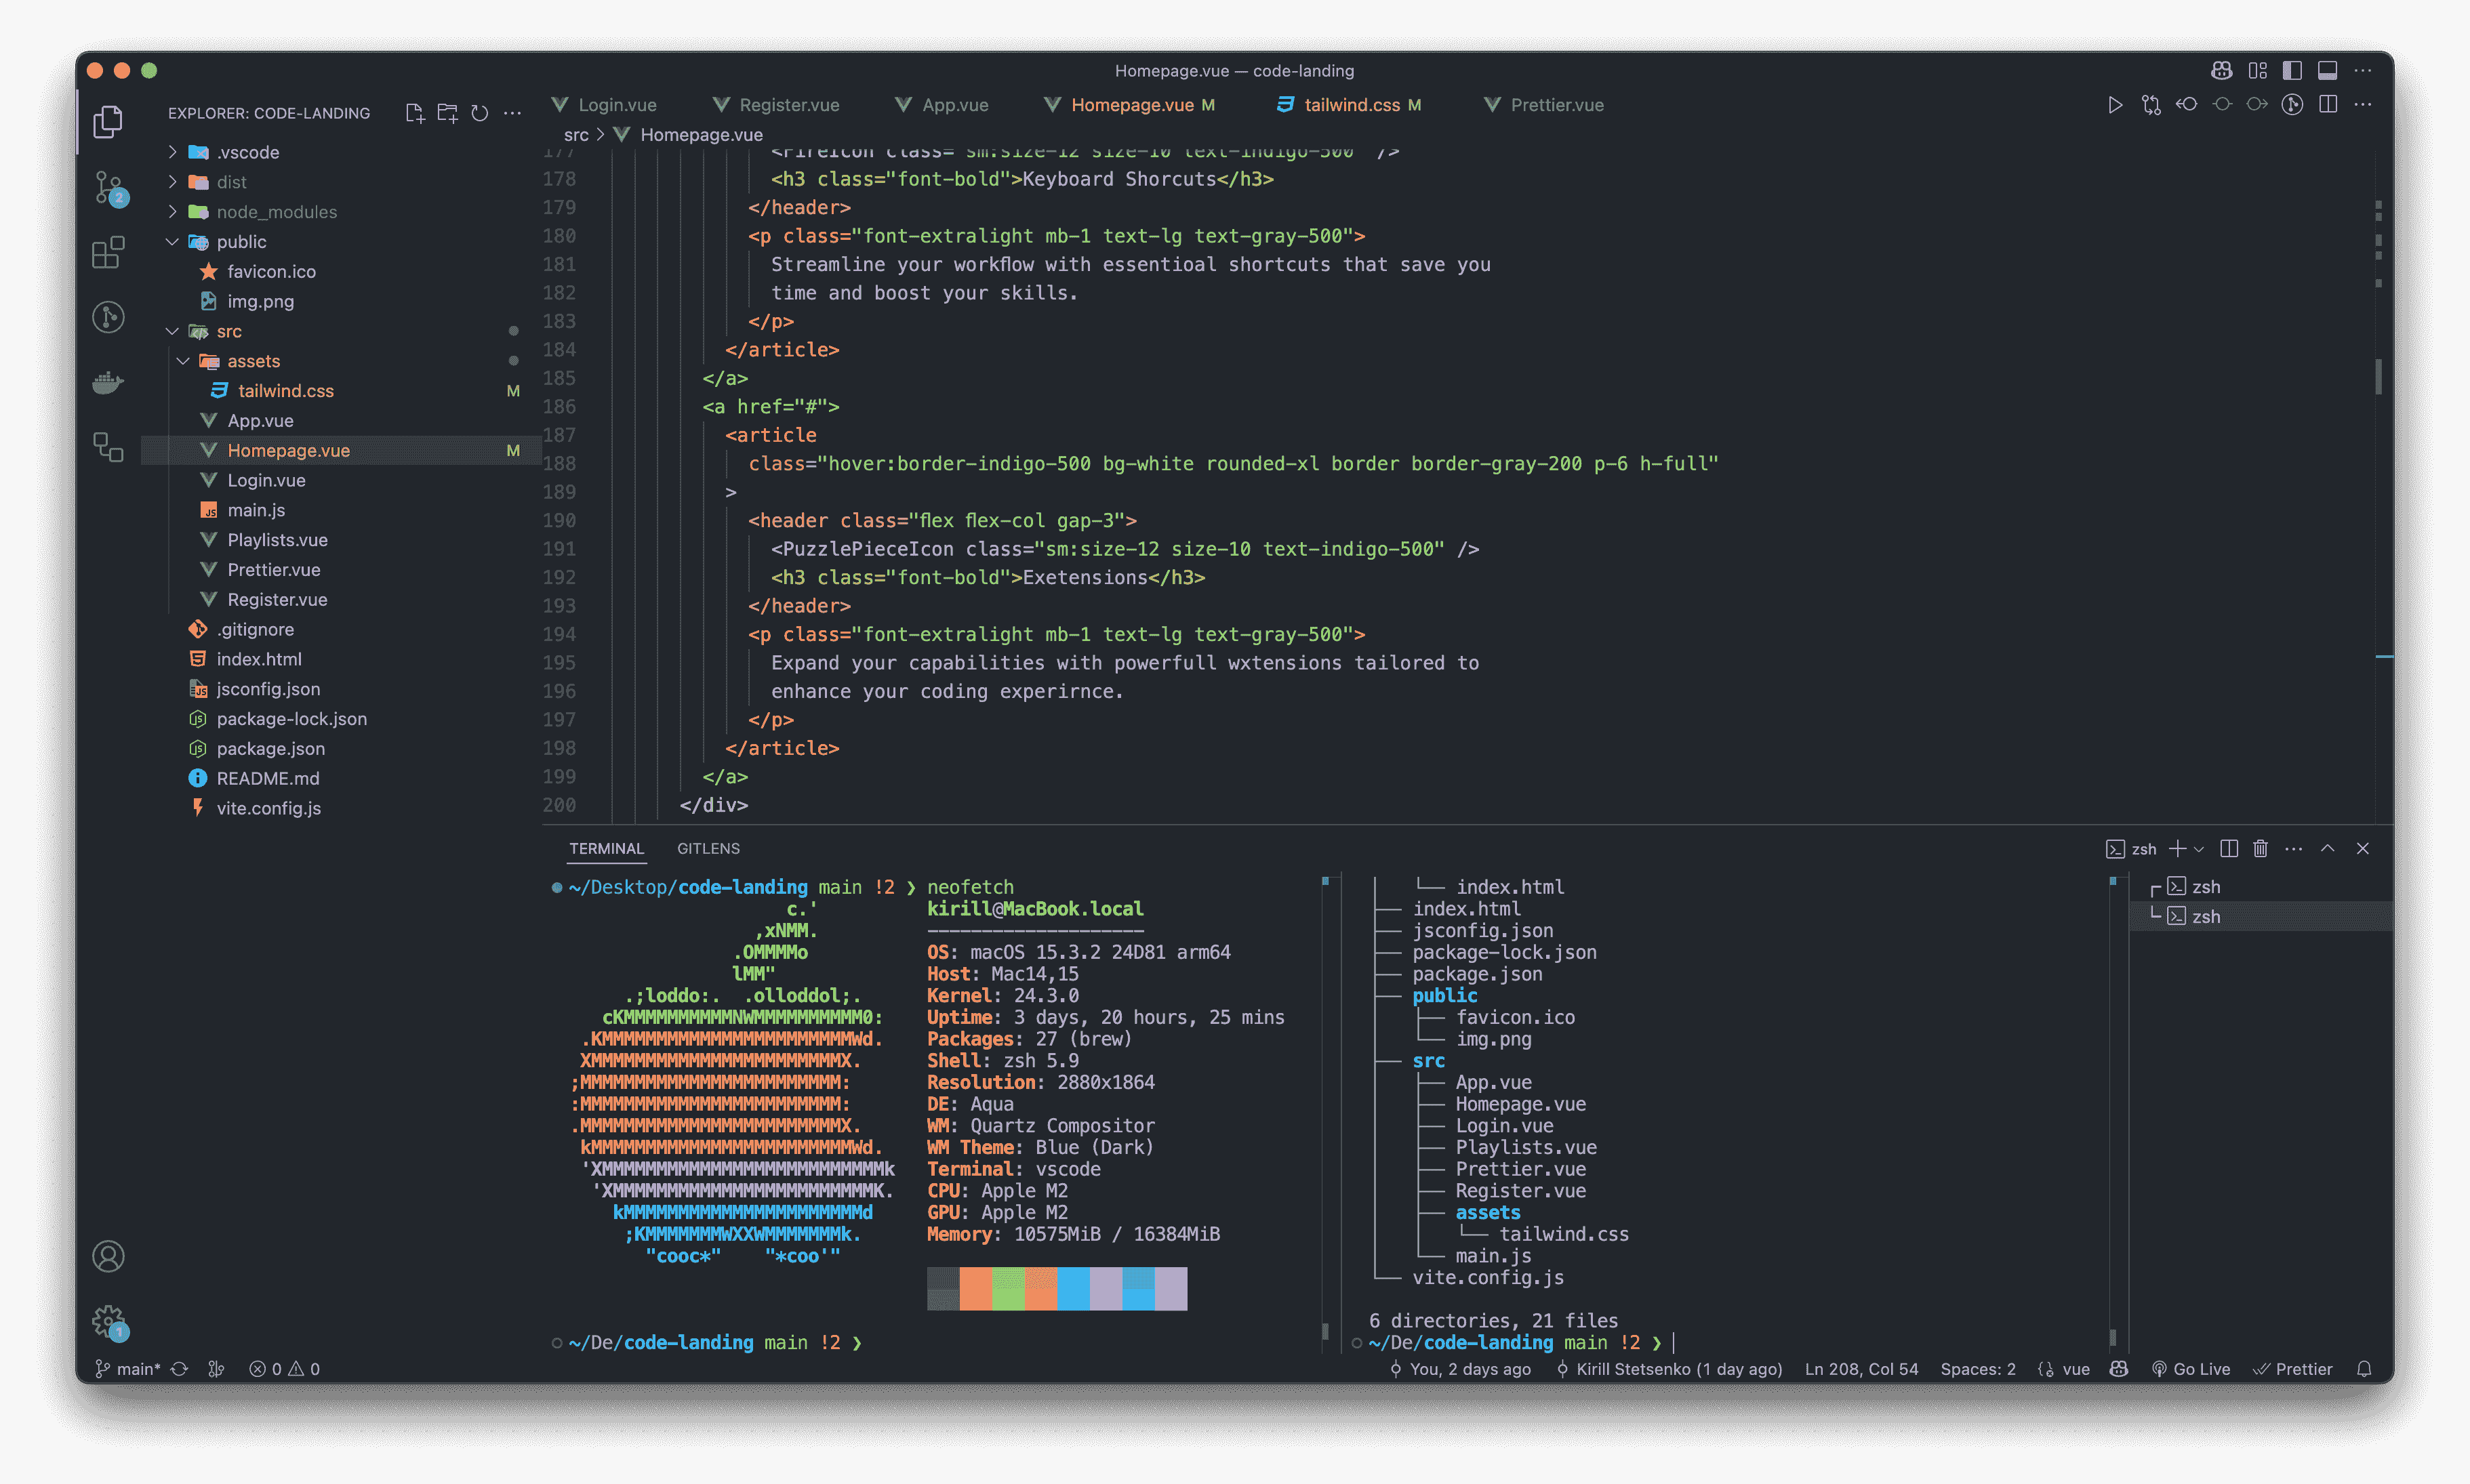 Homepage.vue — code-landing
EXPLORER: CODE-LANDING
.vscode
dist
node_modules
public
favicon.ico
img.png
src
assets
tailwind.css M
App.vue
Homepage.vue M
Login.vue
main.js
Playlists.vue
Prettier.vue
Register.vue
.gitignore
index.html
jsconfig.json
package-lock.json
package.json
README.md
vite.config.js
2
1
Login.vue Register.vue App.vue Homepage.vue M tailwind.css M Prettier.vue
src > Homepage.vue
177 <FireIcon class="sm:size-12 size-10 text-indigo-500" />
178 <h3 class="font-bold">Keyboard Shorcuts</h3>
179 </header>
180 <p class="font-extralight mb-1 text-lg text-gray-500">
181 Streamline your workflow with essentioal shortcuts that save you
182 time and boost your skills.
183 </p>
184 </article>
185 </a>
186 <a href="#">
187 <article
188 class="hover:border-indigo-500 bg-white rounded-xl border border-gray-200 p-6 h-full"
189 >
190 <header class="flex flex-col gap-3">
191 <PuzzlePieceIcon class="sm:size-12 size-10 text-indigo-500" />
192 <h3 class="font-bold">Exetensions</h3>
193 </header>
194 <p class="font-extralight mb-1 text-lg text-gray-500">
195 Expand your capabilities with powerfull wxtensions tailored to
196 enhance your coding experirnce.
197 </p>
198 </article>
199 </a>
200 </div>
TERMINAL GITLENS
zsh
~/Desktop/code-landing main !2 ❯ neofetch
c.'
,xNMM.
.OMMMMo
lMM"
.;loddo:. .olloddol;.
cKMMMMMMMMMMNWMMMMMMMMMM0:
.KMMMMMMMMMMMMMMMMMMMMMMMWd.
XMMMMMMMMMMMMMMMMMMMMMMMX.
;MMMMMMMMMMMMMMMMMMMMMMMM:
:MMMMMMMMMMMMMMMMMMMMMMMM:
.MMMMMMMMMMMMMMMMMMMMMMMMX.
kMMMMMMMMMMMMMMMMMMMMMMMMWd.
'XMMMMMMMMMMMMMMMMMMMMMMMMMMk
'XMMMMMMMMMMMMMMMMMMMMMMMMK.
kMMMMMMMMMMMMMMMMMMMMMMd
;KMMMMMMMWXXWMMMMMMMk.
"cooc*" "*coo'"
kirill@MacBook.local
--------------------
OS: macOS 15.3.2 24D81 arm64
Host: Mac14,15
Kernel: 24.3.0
Uptime: 3 days, 20 hours, 25 mins
Packages: 27 (brew)
Shell: zsh 5.9
Resolution: 2880x1864
DE: Aqua
WM: Quartz Compositor
WM Theme: Blue (Dark)
Terminal: vscode
CPU: Apple M2
GPU: Apple M2
Memory: 10575MiB / 16384MiB
~/De/code-landing main !2 ❯
└── index.html
├── index.html
├── jsconfig.json
├── package-lock.json
├── package.json
├── public
├── favicon.ico
└── img.png
├── src
├── App.vue
├── Homepage.vue
├── Login.vue
├── Playlists.vue
├── Prettier.vue
├── Register.vue
├── assets
└── tailwind.css
└── main.js
└── vite.config.js
6 directories, 21 files
~/De/code-landing main !2 ❯
zsh
zsh
main* 0 0
You, 2 days ago Kirill Stetsenko (1 day ago) Ln 208, Col 54 Spaces: 2 vue Go Live Prettier